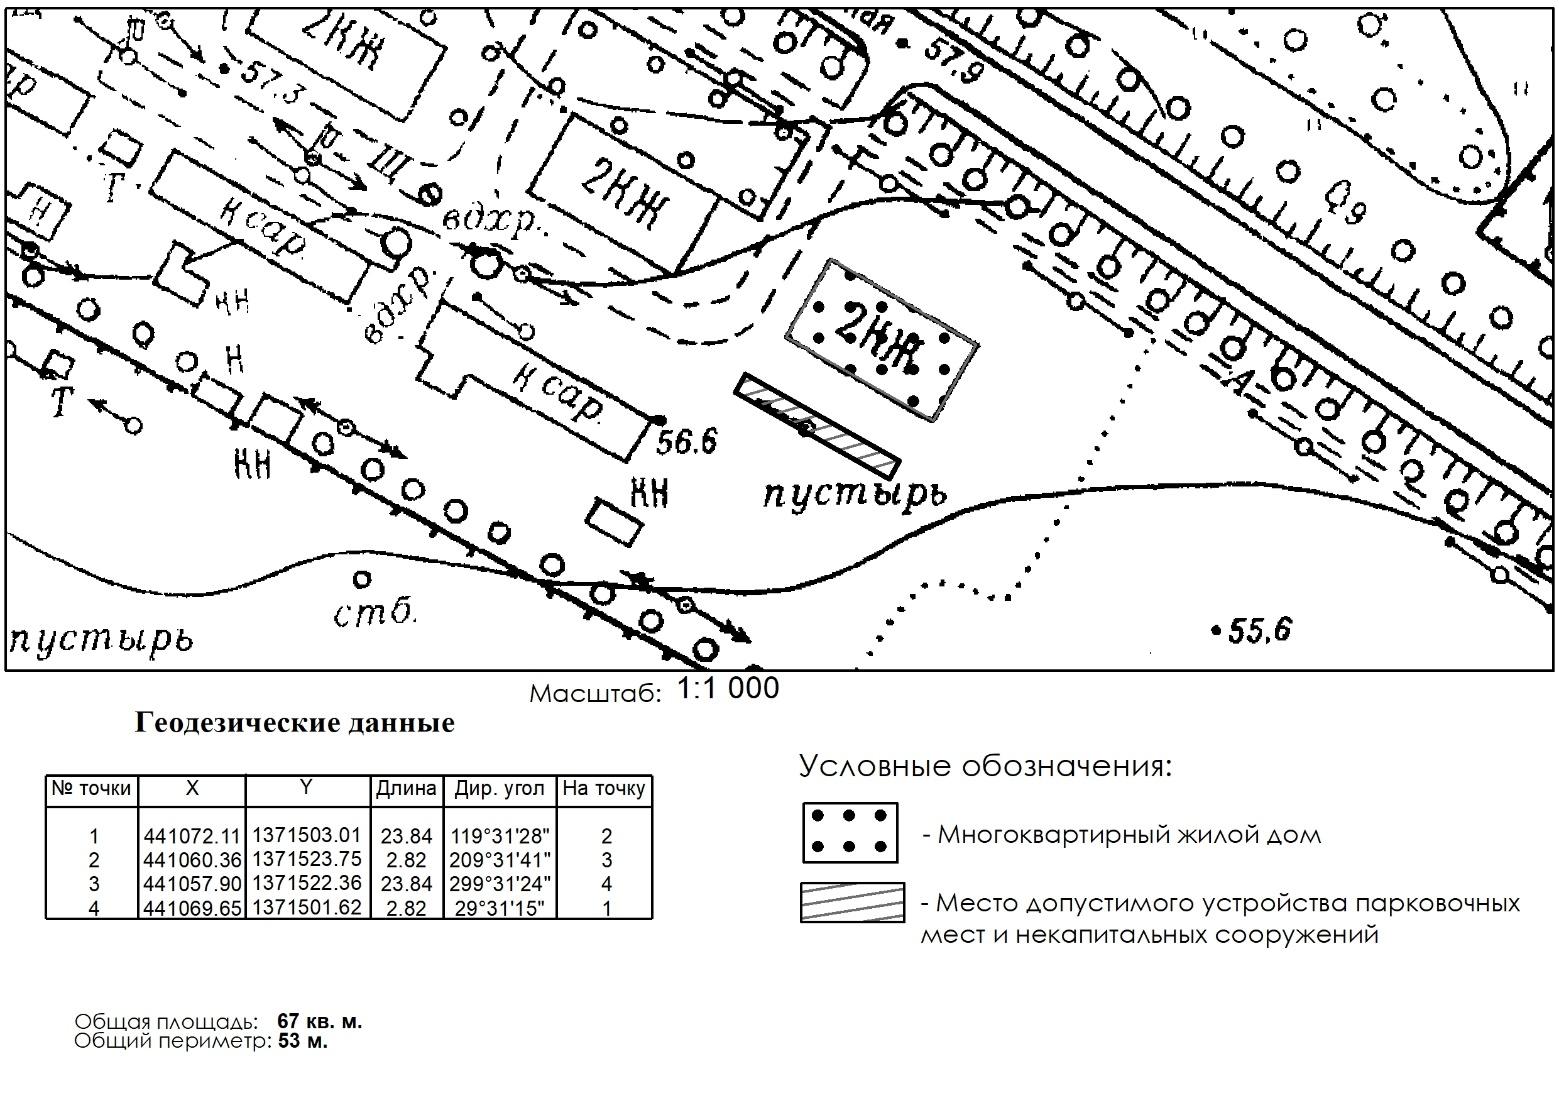 2КЖ
57.9
57.3
Щ
Т
2КЖ
вдхр.
Н
К сар.
Q9
КН
вдхр.
2КЖ
Н
К сар.
А
Т
56.6
КН
КН
пустырь
стб.
пустырь
55.6
Масштаб: 1:1 000
Геодезические данные
№ точки X Y Длина Дир. угол На точку
1 441072.11 1371503.01 23.84 119°31'28" 2
2 441060.36 1371523.75 2.82 209°31'41" 3
3 441057.90 1371522.36 23.84 299°31'24" 4
4 441069.65 1371501.62 2.82 29°31'15" 1
Условные обозначения:
- Многоквартирный жилой дом
- Место допустимого устройства парковочных
мест и некапитальных сооружений
Общая площадь: 67 кв. м.
Общий периметр: 53 м.